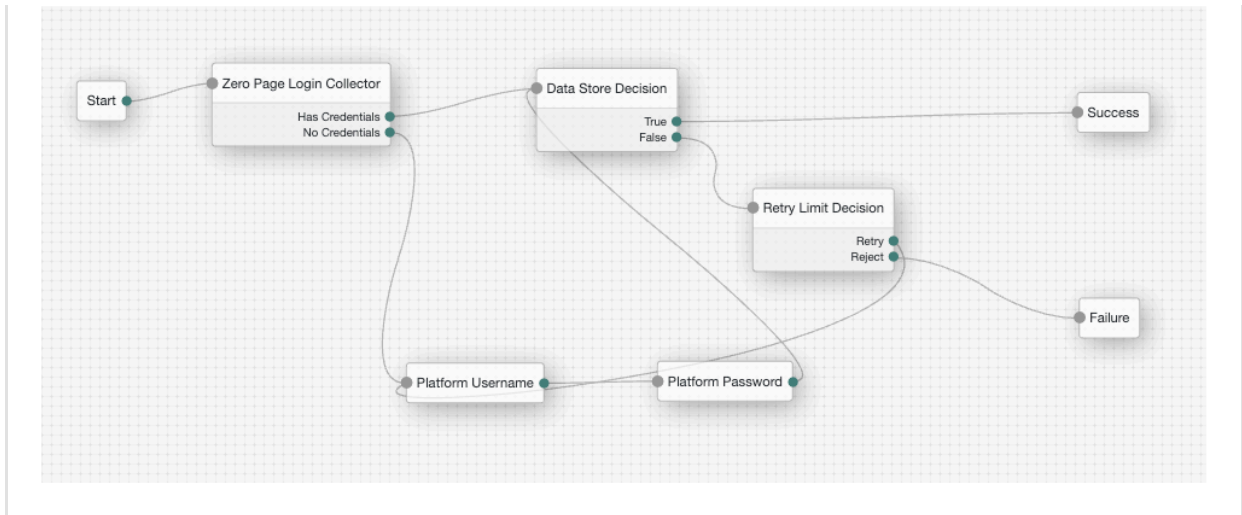 Start
Zero Page Login Collector
Has Credentials
No Credentials
Data Store Decision
True
False
Success
Retry Limit Decision
Retry
Reject
Failure
Platform Username
Platform Password